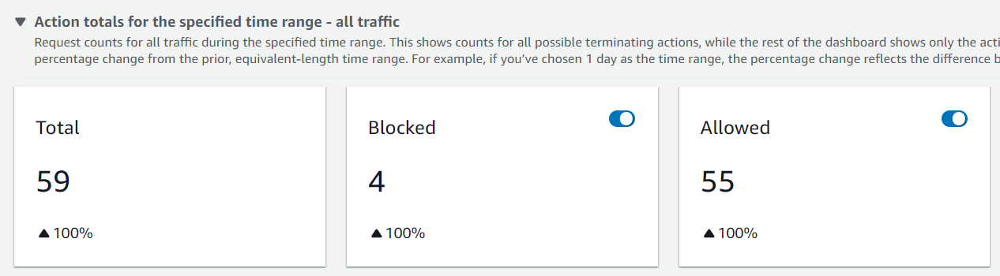 Action totals for the specified time range - all traffic
Request counts for all traffic during the specified time range. This shows counts for all possible terminating actions, while the rest of the dashboard shows only the acti
percentage change from the prior, equivalent-length time range. For example, if you’ve chosen 1 day as the time range, the percentage change reflects the difference b
Total
59
100%
Blocked
4
100%
Allowed
55
100%